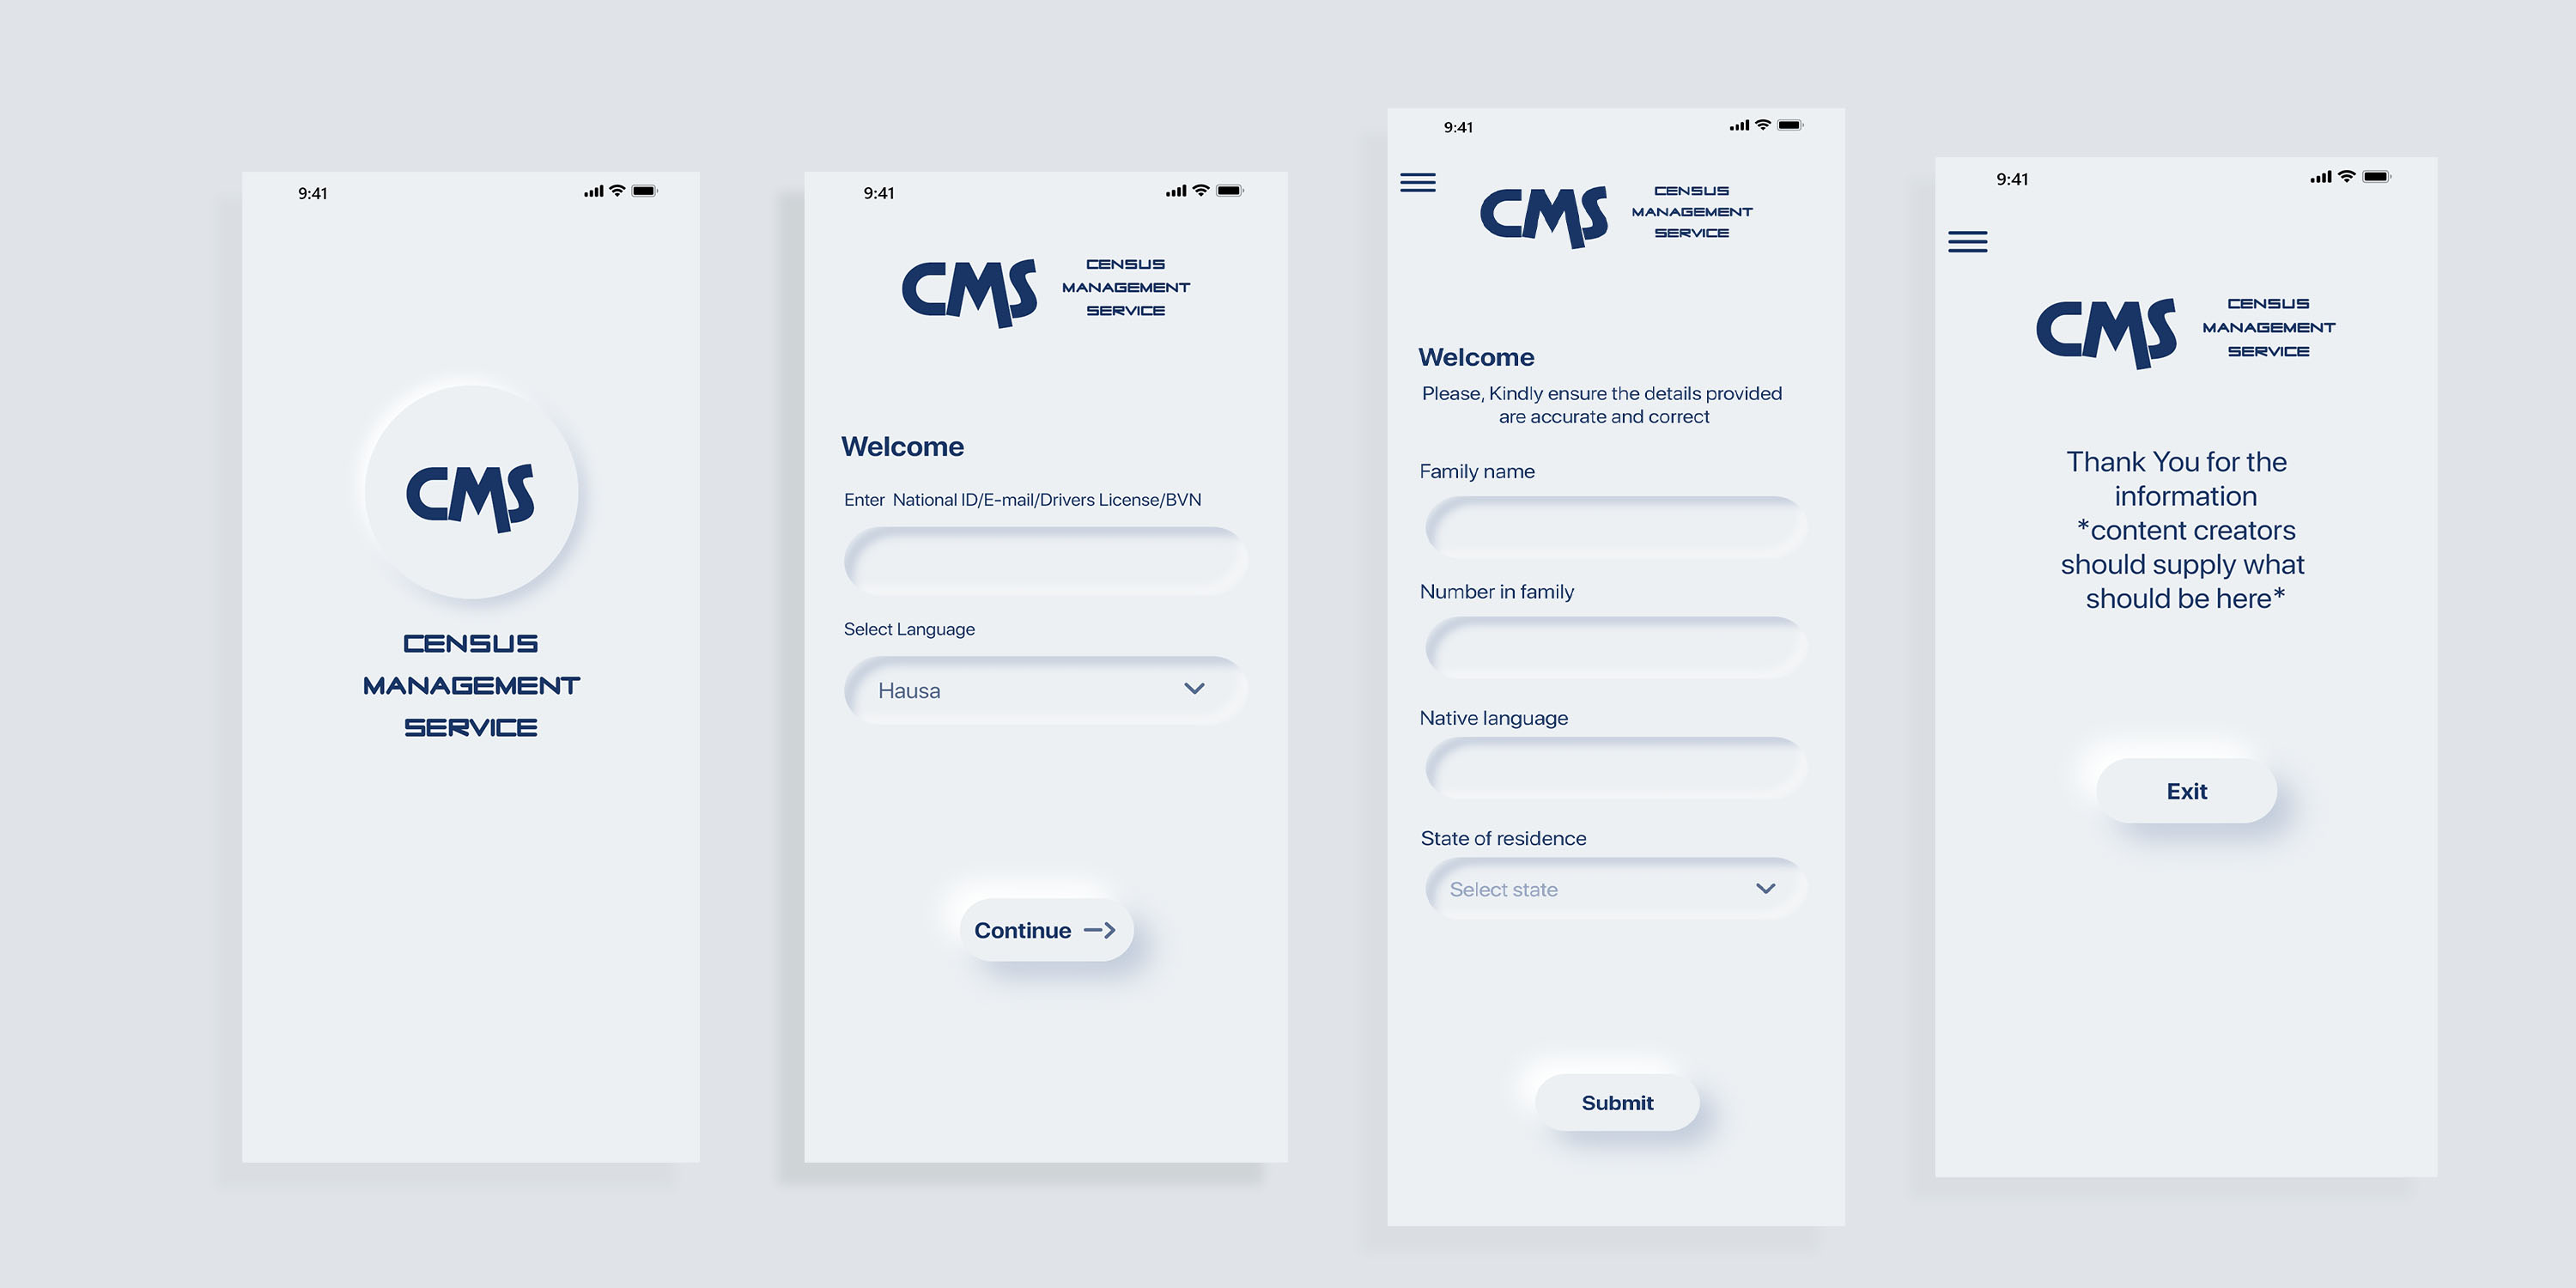 9:41
CMS
CENSUS
MANAGEMENT
SERVICE
9:41
CMS
CENSUS
MANAGEMENT
SERVICE
Welcome
Enter National ID/E-mail/Drivers License/BVN
Select Language
Hausa
Continue
9:41
CMS
CENSUS
MANAGEMENT
SERVICE
Welcome
Please, Kindly ensure the details provided
are accurate and correct
Family name
Number in family
Native language
State of residence
Select state
Submit
9:41
CMS
CENSUS
MANAGEMENT
SERVICE
Thank You for the
information
*content creators
should supply what
should be here*
Exit